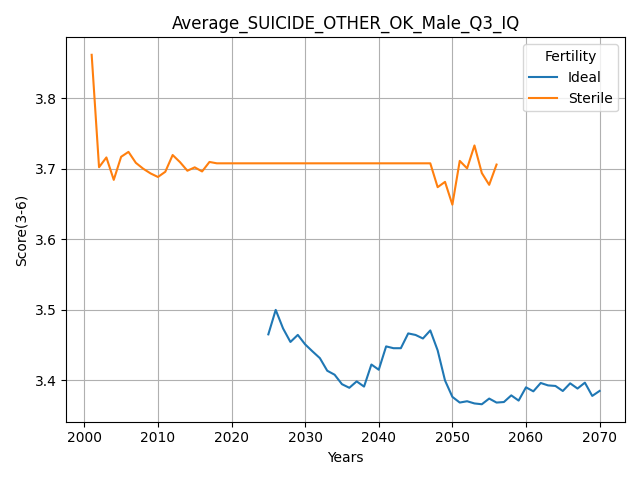 Average_SUICIDE_OTHER_OK_Male_Q3_IQ
Fertility
Ideal
Sterile
3.8
3.7
3.6
3.5
3.4
Score(3-6)
2000 2010 2020 2030 2040 2050 2060 2070
Years